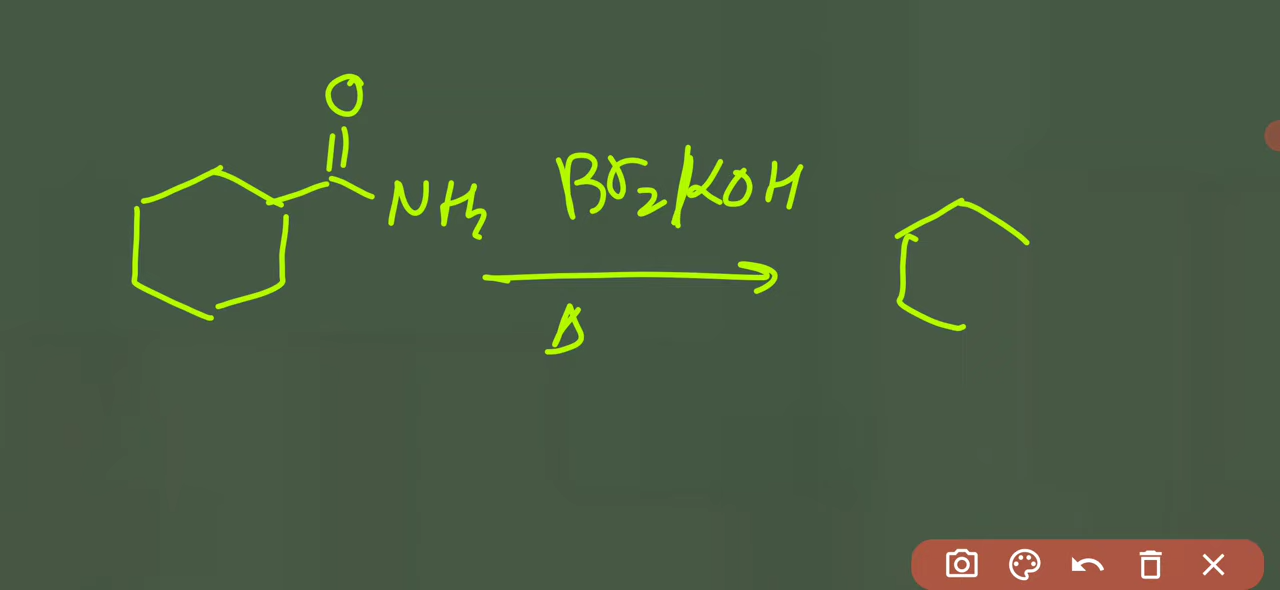 O
NH₂ Br₂/KOH
Δ